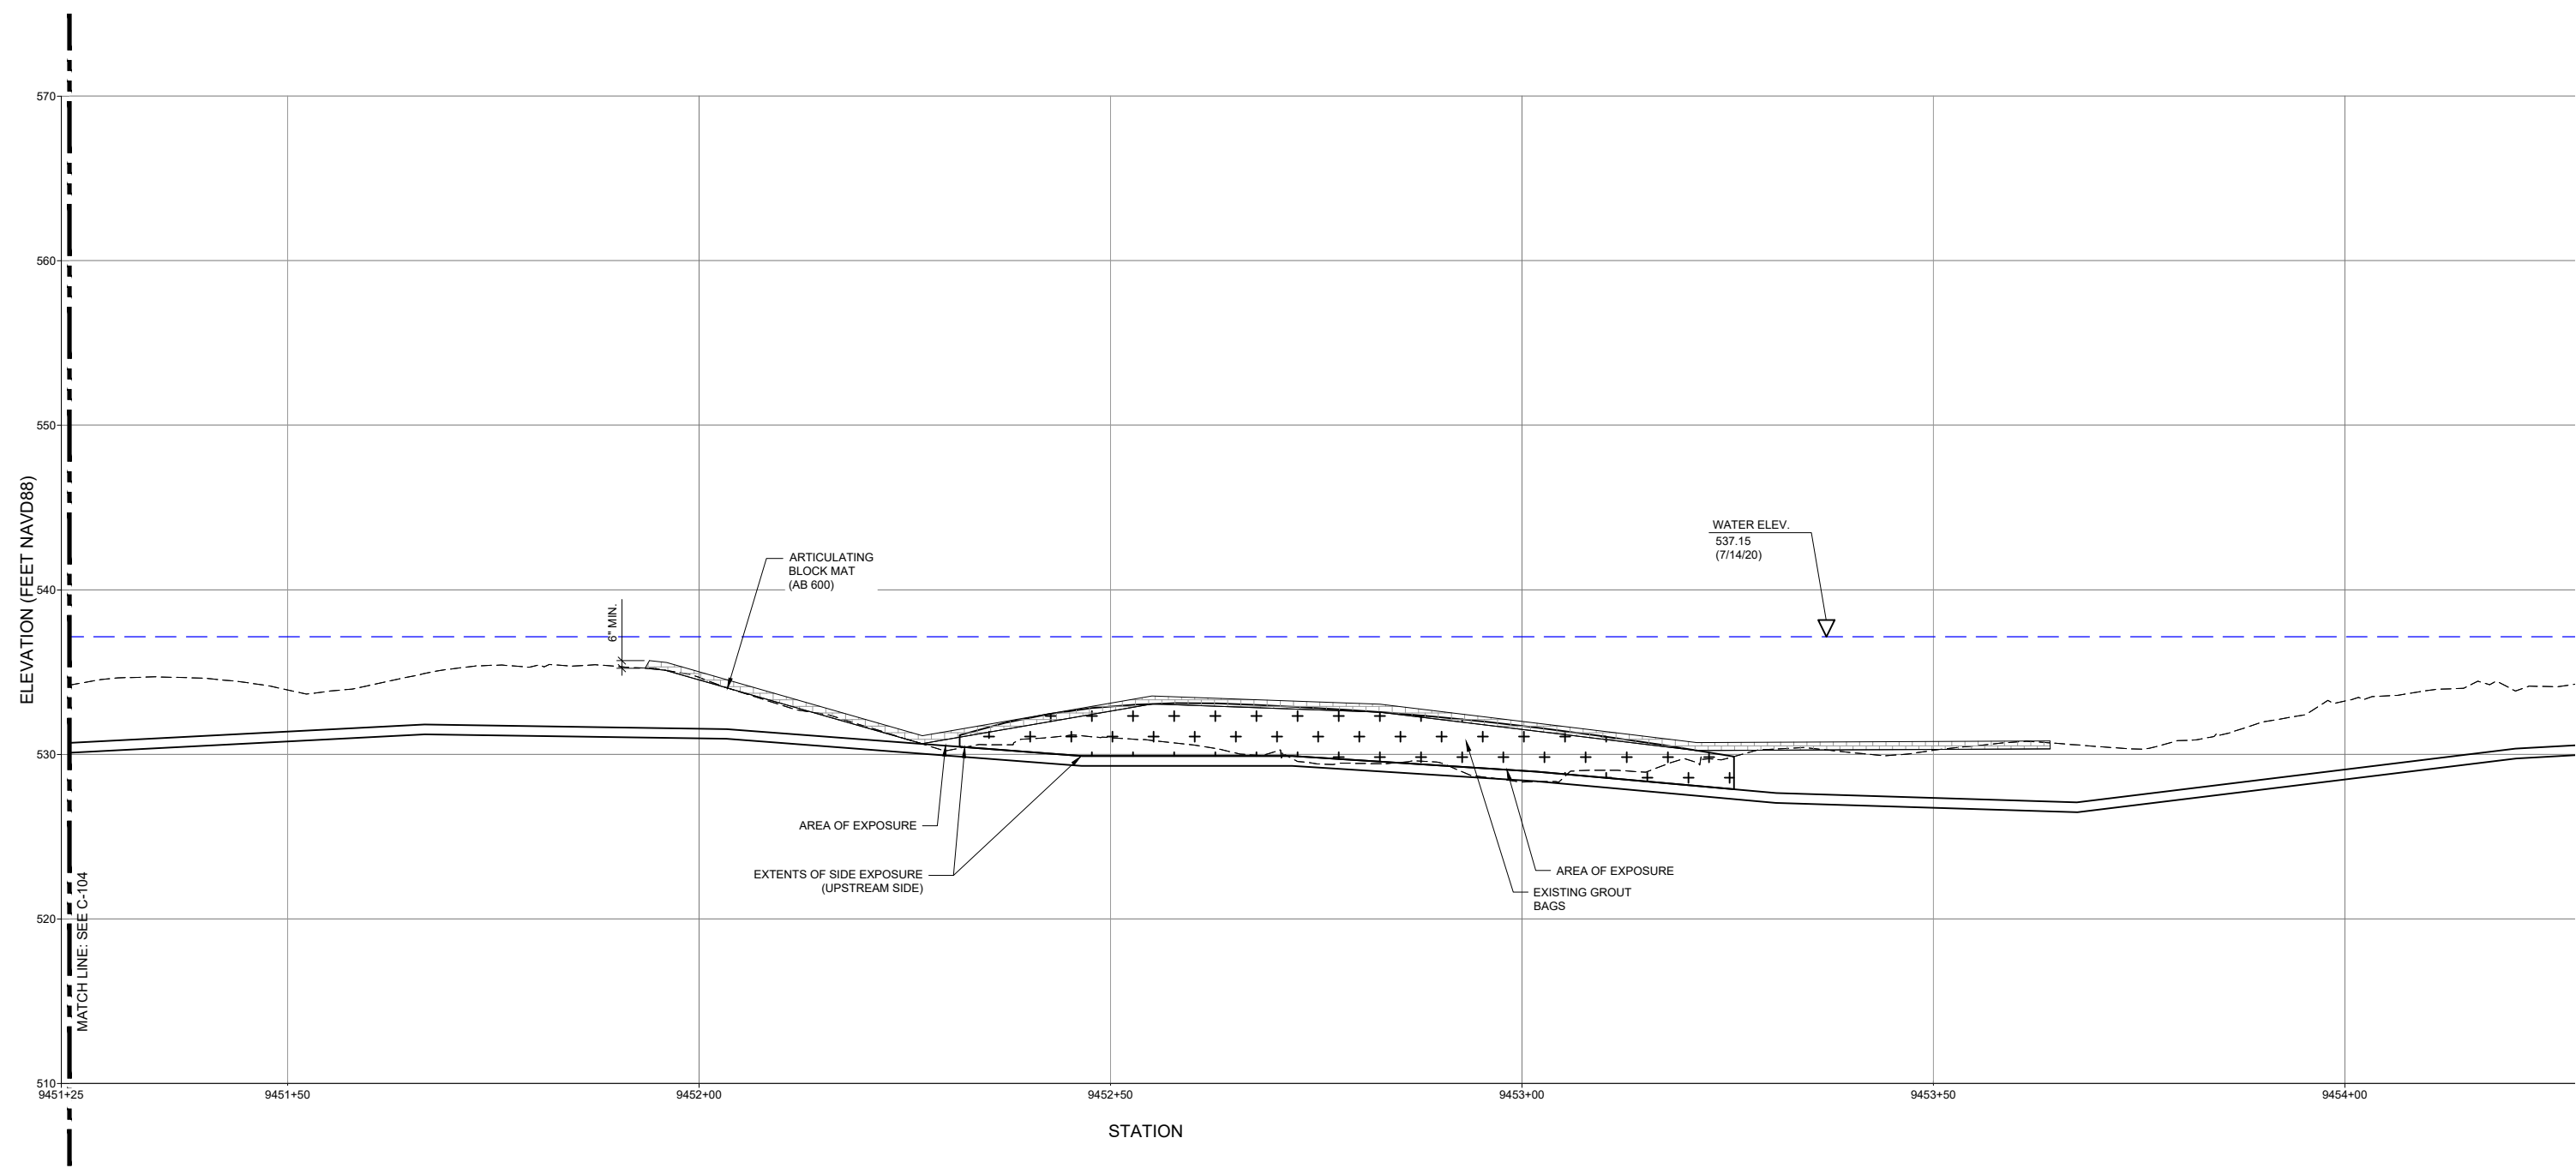 570
560
550
540
530
520
510
ELEVATION (FEET NAVD88)
MATCH LINE: SEE C-104
6" MIN.
ARTICULATING
BLOCK MAT
(AB 600)
WATER ELEV.
537.15
(7/14/20)
AREA OF EXPOSURE
EXTENTS OF SIDE EXPOSURE
(UPSTREAM SIDE)
AREA OF EXPOSURE
EXISTING GROUT
BAGS
9451+25
9451+50
9452+00
9452+50
9453+00
9453+50
9454+00
STATION